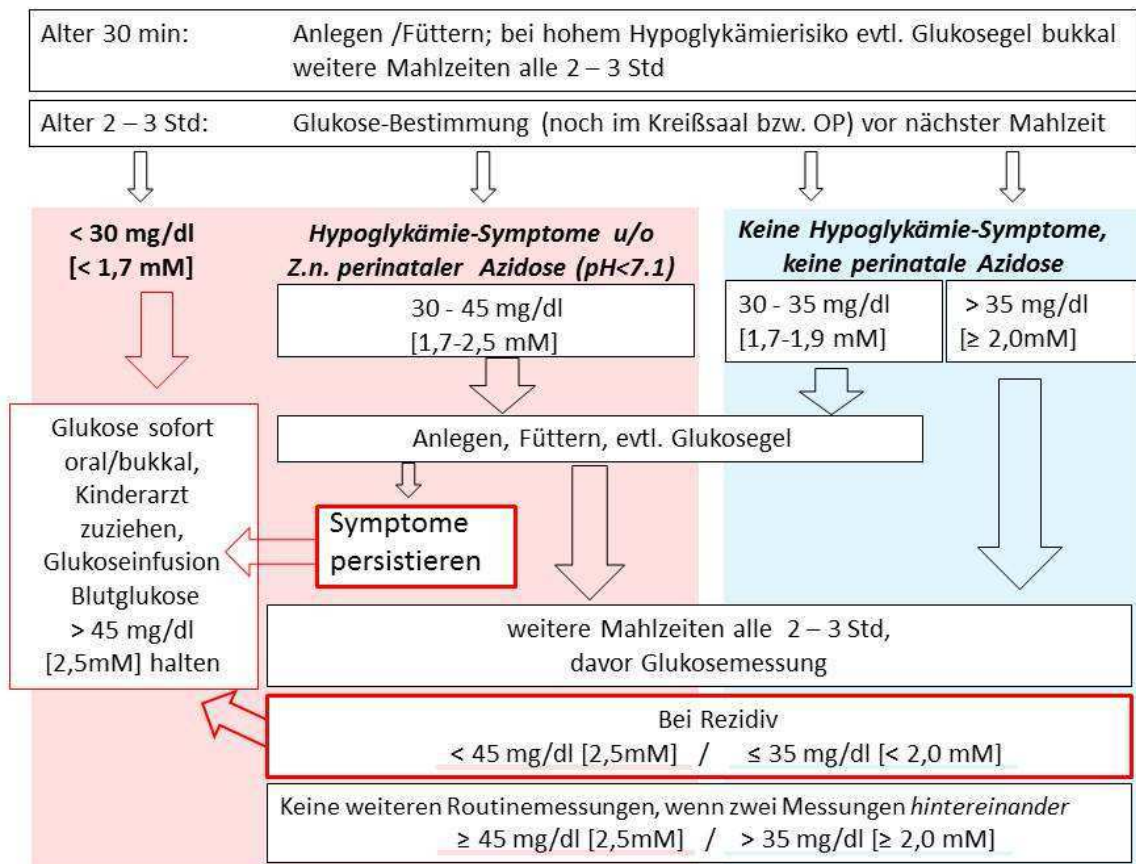 Alter 30 min: Anlegen /Füttern; bei hohem Hypoglykämierisiko evtl. Glukosegel bukkal
weitere Mahlzeiten alle 2 – 3 Std
Alter 2 – 3 Std: Glukose-Bestimmung (noch im Kreißsaal bzw. OP) vor nächster Mahlzeit
< 30 mg/dl
[< 1,7 mM]
Hypoglykämie-Symptome u/o
Z.n. perinataler Azidose (pH<7.1)
30 - 45 mg/dl
[1,7-2,5 mM]
Keine Hypoglykämie-Symptome,
keine perinatale Azidose
30 - 35 mg/dl
[1,7-1,9 mM]
> 35 mg/dl
[≥ 2,0mM]
Glukose sofort
oral/bukkal,
Kinderarzt
zuziehen,
Glukoseinfusion
Blutglukose
> 45 mg/dl
[2,5mM] halten
Anlegen, Füttern, evtl. Glukosegel
Symptome
persistieren
weitere Mahlzeiten alle 2 – 3 Std,
davor Glukosemessung
Bei Rezidiv
< 45 mg/dl [2,5mM] / ≤ 35 mg/dl [< 2,0 mM]
Keine weiteren Routinemessungen, wenn zwei Messungen hintereinander
≥ 45 mg/dl [2,5mM] / > 35 mg/dl [≥ 2,0 mM]